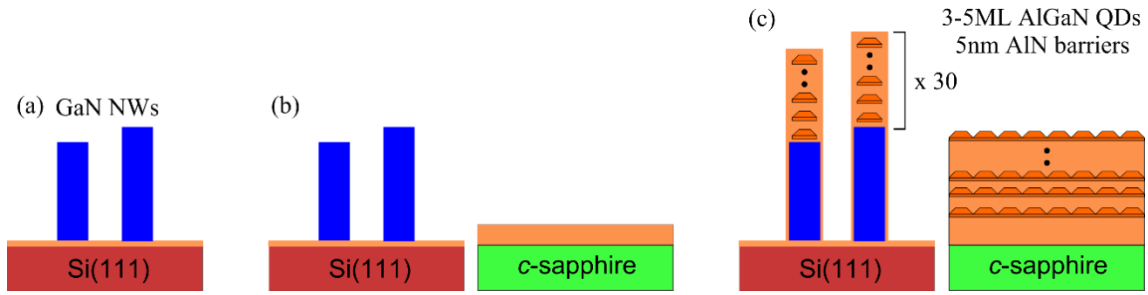 (a) GaN NWs
Si(111)
(b)
Si(111)
c-sapphire
(c)
3-5ML AlGaN QDs
5nm AlN barriers
x 30
Si(111)
c-sapphire